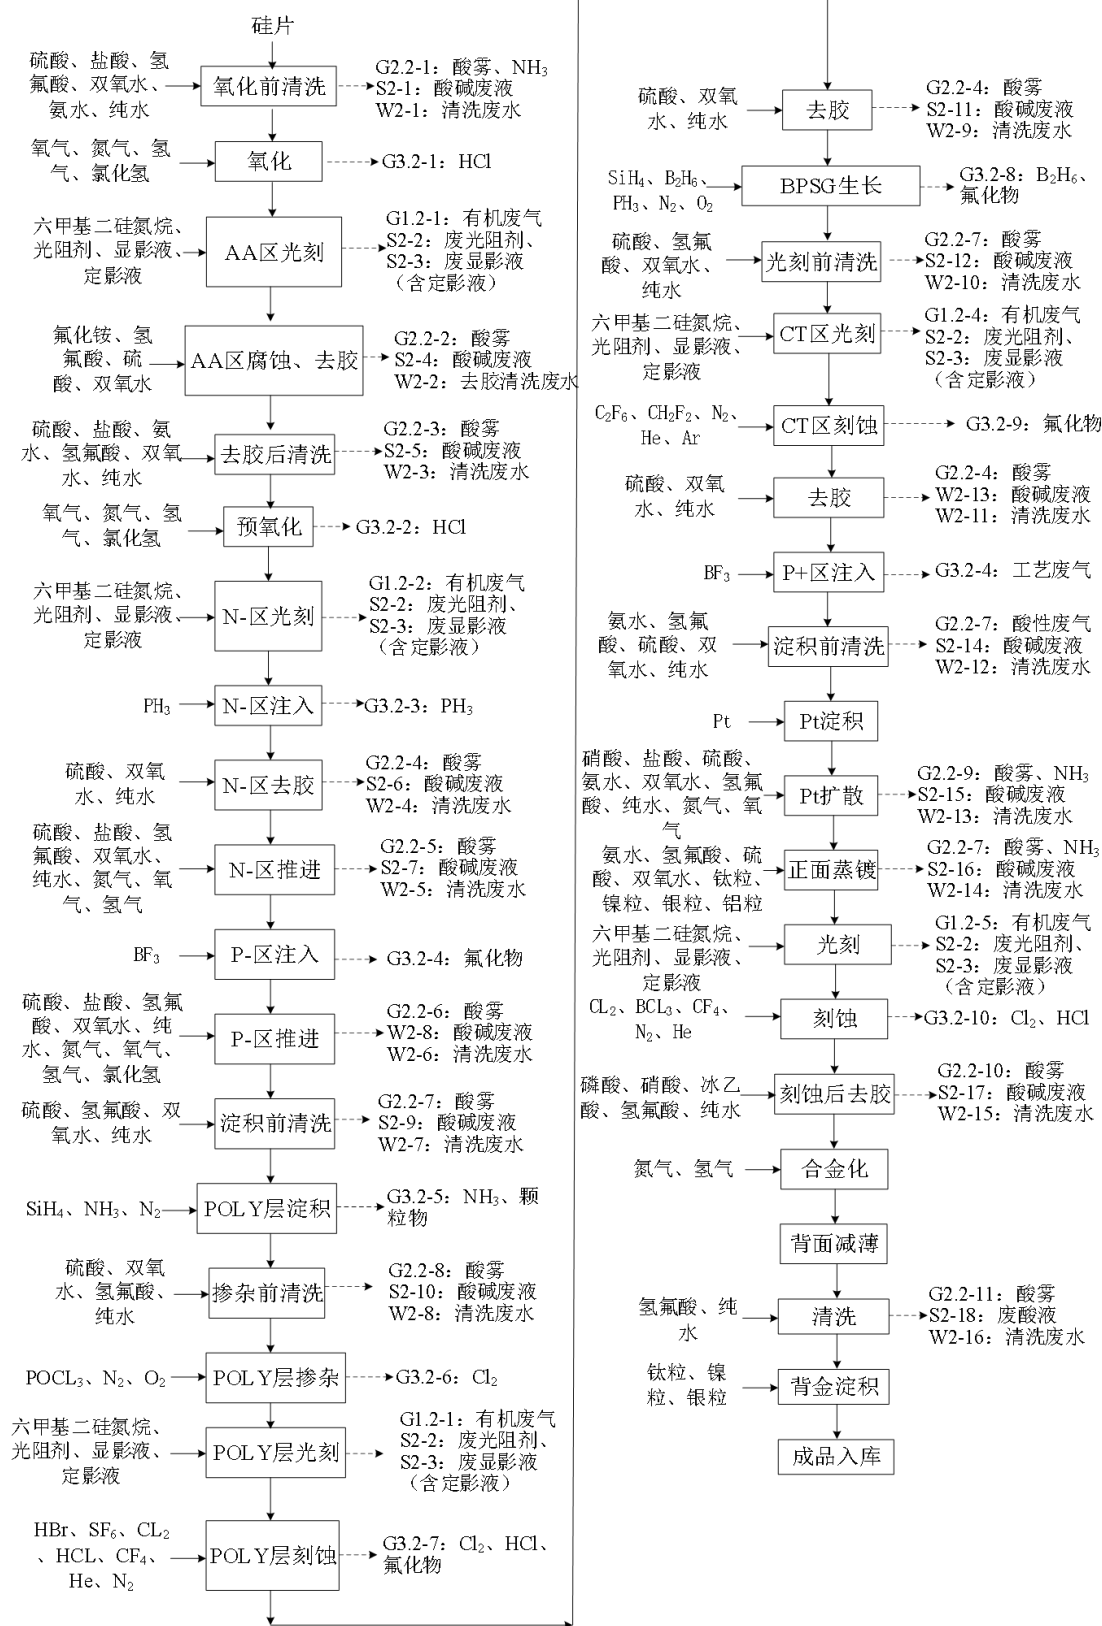 硅片
硫酸、盐酸、氢
氟酸、双氧水、
氨水、纯水
氧化前清洗
G2.2-1：酸雾、NH₃
S2-1：酸碱废液
W2-1：清洗废水
氧气、氮气、氢
气、氯化氢
氧化
G3.2-1：HCl
六甲基二硅氮烷、
光阻剂、显影液、
定影液
AA区光刻
G1.2-1：有机废气
S2-2：废光阻剂、
S2-3：废显影液
（含定影液）
氟化铵、氢
氟酸、硫
酸、双氧水
AA区腐蚀、去胶
G2.2-2：酸雾
S2-4：酸碱废液
W2-2：去胶清洗废水
硫酸、盐酸、氨
水、氢氟酸、双氧
水、纯水
去胶后清洗
G2.2-3：酸雾
S2-5：酸碱废液
W2-3：清洗废水
氧气、氮气、氢
气、氯化氢
预氧化
G3.2-2：HCl
六甲基二硅氮烷、
光阻剂、显影液、
定影液
N-区光刻
G1.2-2：有机废气
S2-2：废光阻剂、
S2-3：废显影液
（含定影液）
PH₃
N-区注入
G3.2-3：PH₃
硫酸、双氧
水、纯水
N-区去胶
G2.2-4：酸雾
S2-6：酸碱废液
W2-4：清洗废水
硫酸、盐酸、氢
氟酸、双氧水、
纯水、氮气、氧
气、氢气
N-区推进
G2.2-5：酸雾
S2-7：酸碱废液
W2-5：清洗废水
BF₃
P-区注入
G3.2-4：氟化物
硫酸、盐酸、氢氟
酸、双氧水、纯
水、氮气、氧气、
氢气、氯化氢
P-区推进
G2.2-6：酸雾
W2-8：酸碱废液
W2-6：清洗废水
硫酸、氢氟酸、双
氧水、纯水
淀积前清洗
G2.2-7：酸雾
S2-9：酸碱废液
W2-7：清洗废水
SiH₄、NH₃、N₂
POLY层淀积
G3.2-5：NH₃、颗
粒物
硫酸、双氧
水、氢氟酸、
纯水
掺杂前清洗
G2.2-8：酸雾
S2-10：酸碱废液
W2-8：清洗废水
POCL₃、N₂、O₂
POLY层掺杂
G3.2-6：Cl₂
六甲基二硅氮烷、
光阻剂、显影液、
定影液
POLY层光刻
G1.2-1：有机废气
S2-2：废光阻剂、
S2-3：废显影液
（含定影液）
HBr、SF₆、CL₂
、HCL、CF₄、
He、N₂
POLY层刻蚀
G3.2-7：Cl₂、HCl、
氟化物
硫酸、双氧
水、纯水
去胶
G2.2-4：酸雾
S2-11：酸碱废液
W2-9：清洗废水
SiH₄、B₂H₆、
PH₃、N₂、O₂
BPSG生长
G3.2-8：B₂H₆、
氟化物
硫酸、氢氟
酸、双氧水、
纯水
光刻前清洗
G2.2-7：酸雾
S2-12：酸碱废液
W2-10：清洗废水
六甲基二硅氮烷、
光阻剂、显影液、
定影液
CT区光刻
G1.2-4：有机废气
S2-2：废光阻剂、
S2-3：废显影液
（含定影液）
C₂F₆、CH₂F₂、N₂、
He、Ar
CT区刻蚀
G3.2-9：氟化物
硫酸、双氧
水、纯水
去胶
G2.2-4：酸雾
W2-13：酸碱废液
W2-11：清洗废水
BF₃
P+区注入
G3.2-4：工艺废气
氨水、氢氟
酸、硫酸、双
氧水、纯水
淀积前清洗
G2.2-7：酸性废气
S2-14：酸碱废液
W2-12：清洗废水
Pt
Pt淀积
硝酸、盐酸、硫酸、
氨水、双氧水、氢氟
酸、纯水、氮气、氧
气
Pt扩散
G2.2-9：酸雾、NH₃
S2-15：酸碱废液
W2-13：清洗废水
氨水、氢氟酸、硫
酸、双氧水、钛粒、
镍粒、银粒、铝粒
正面蒸镀
G2.2-7：酸雾、NH₃
S2-16：酸碱废液
W2-14：清洗废水
六甲基二硅氮烷、
光阻剂、显影液、
定影液
光刻
G1.2-5：有机废气
S2-2：废光阻剂、
S2-3：废显影液
（含定影液）
CL₂、BCL₃、CF₄、
N₂、He
刻蚀
G3.2-10：Cl₂、HCl
磷酸、硝酸、冰乙
酸、氢氟酸、纯水
刻蚀后去胶
G2.2-10：酸雾
S2-17：酸碱废液
W2-15：清洗废水
氮气、氢气
合金化
背面减薄
氢氟酸、纯
水
清洗
G2.2-11：酸雾
S2-18：废酸液
W2-16：清洗废水
钛粒、镍
粒、银粒
背金淀积
成品入库